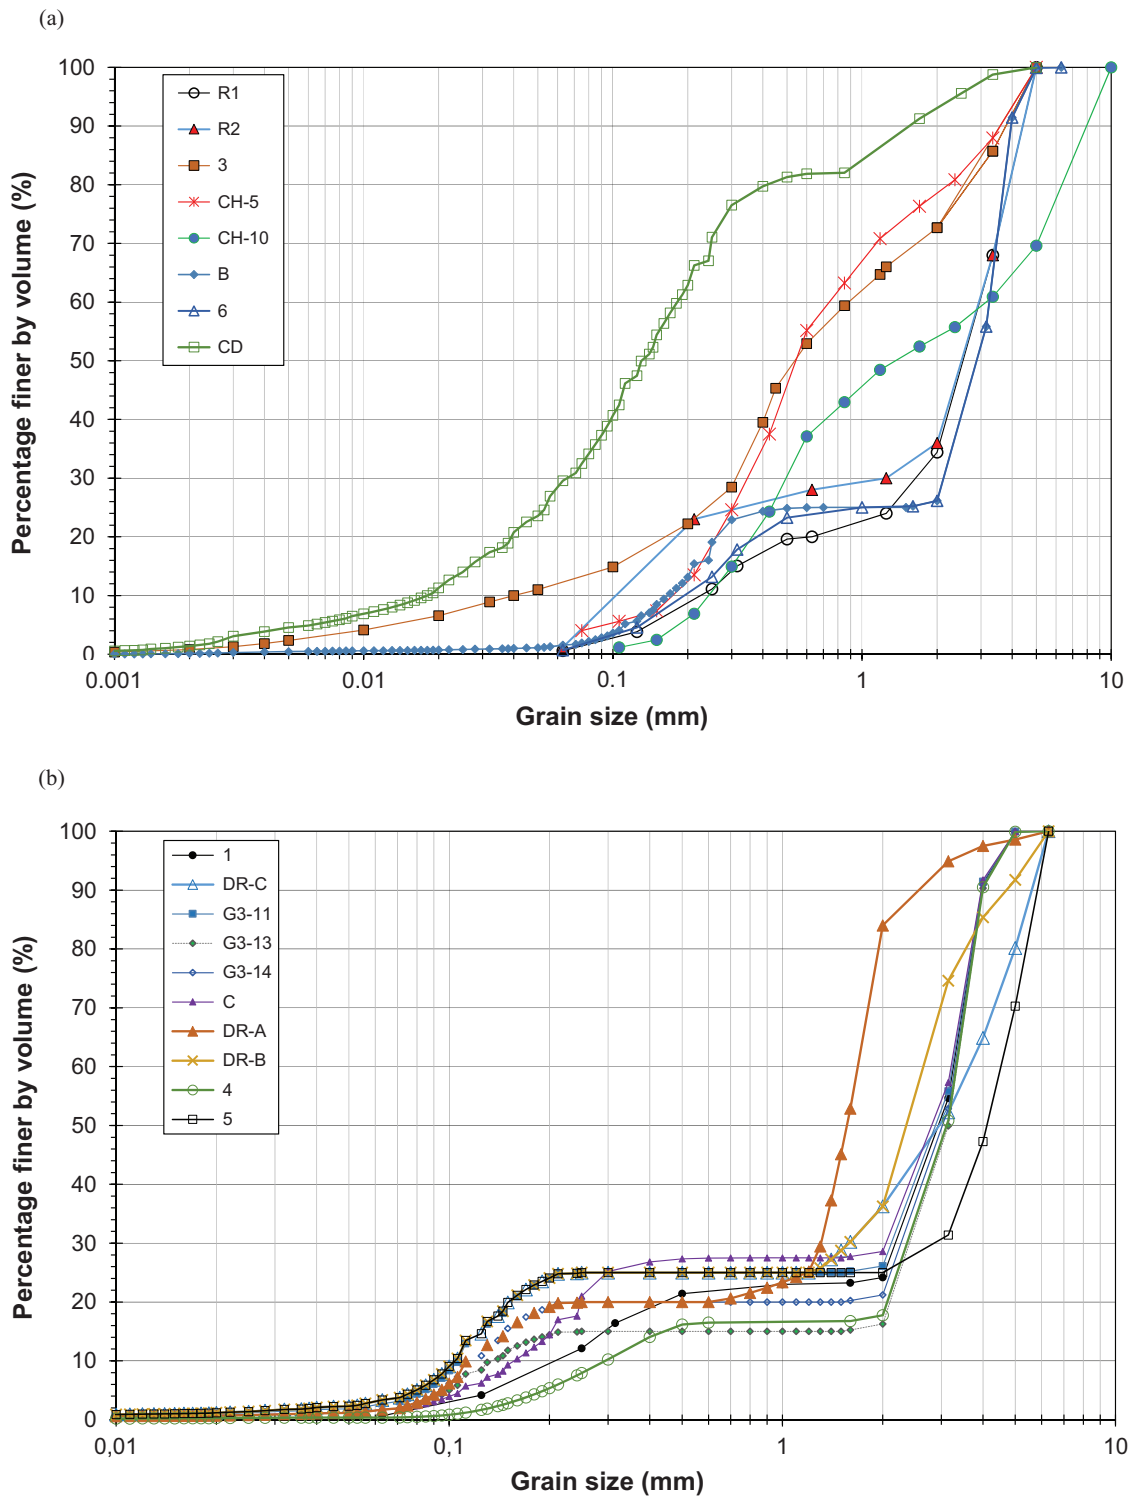 (a)
100
90
80
70
60
50
40
30
20
10
0
Percentage finer by volume (%)
R1
R2
3
CH-5
CH-10
B
6
CD
0.001
0.01
0.1
1
10
Grain size (mm)
(b)
100
90
80
70
60
50
40
30
20
10
0
Percentage finer by volume (%)
1
DR-C
G3-11
G3-13
G3-14
C
DR-A
DR-B
4
5
0,01
0,1
1
10
Grain size (mm)